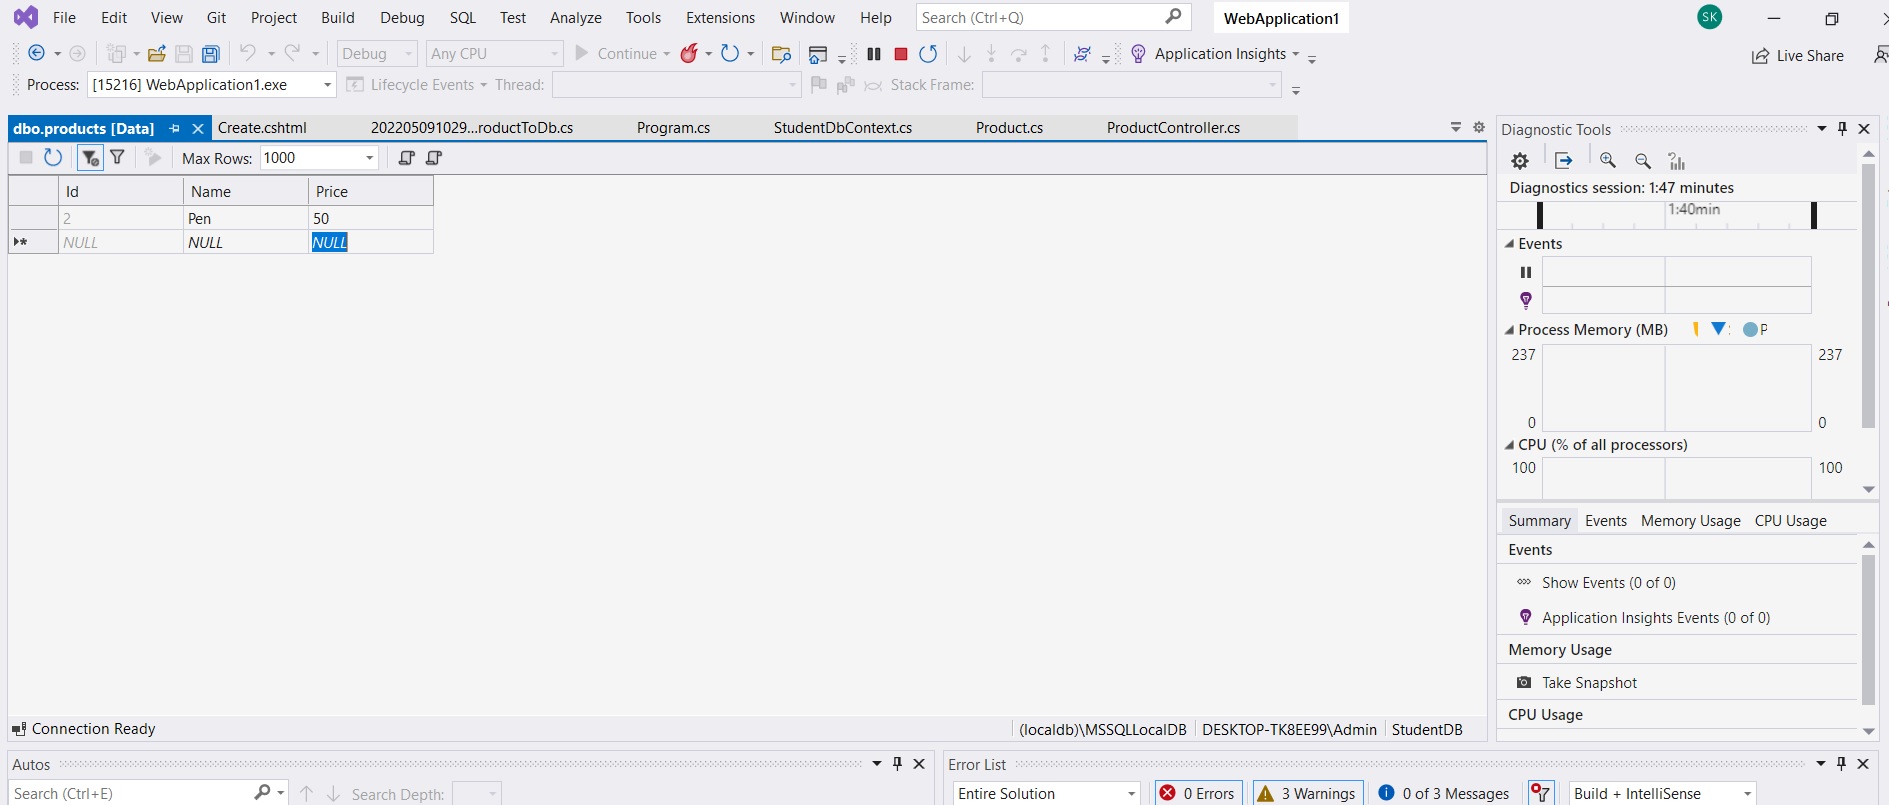 File Edit View Git Project Build Debug SQL Test Analyze Tools Extensions Window Help Search (Ctrl+Q) WebApplication1 SK
Debug Any CPU Continue Application Insights Live Share
Process: [15216] WebApplication1.exe Lifecycle Events Thread: Stack Frame:
dbo.products [Data] Create.cshtml 202205091029...roductToDb.cs Program.cs StudentDbContext.cs Product.cs ProductController.cs
Max Rows: 1000
Id Name Price
2 Pen 50
NULL NULL NULL
Connection Ready (localdb)\MSSQLLocalDB DESKTOP-TK8EE99\Admin StudentDB
Diagnostic Tools
Diagnostics session: 1:47 minutes
1:40min
Events
Process Memory (MB) P
237 237
0 0
CPU (% of all processors)
100 100
Summary Events Memory Usage CPU Usage
Events
Show Events (0 of 0)
Application Insights Events (0 of 0)
Memory Usage
Take Snapshot
CPU Usage
Autos
Search (Ctrl+E) Search Depth:
Error List
Entire Solution 0 Errors 3 Warnings 0 of 3 Messages Build + IntelliSense